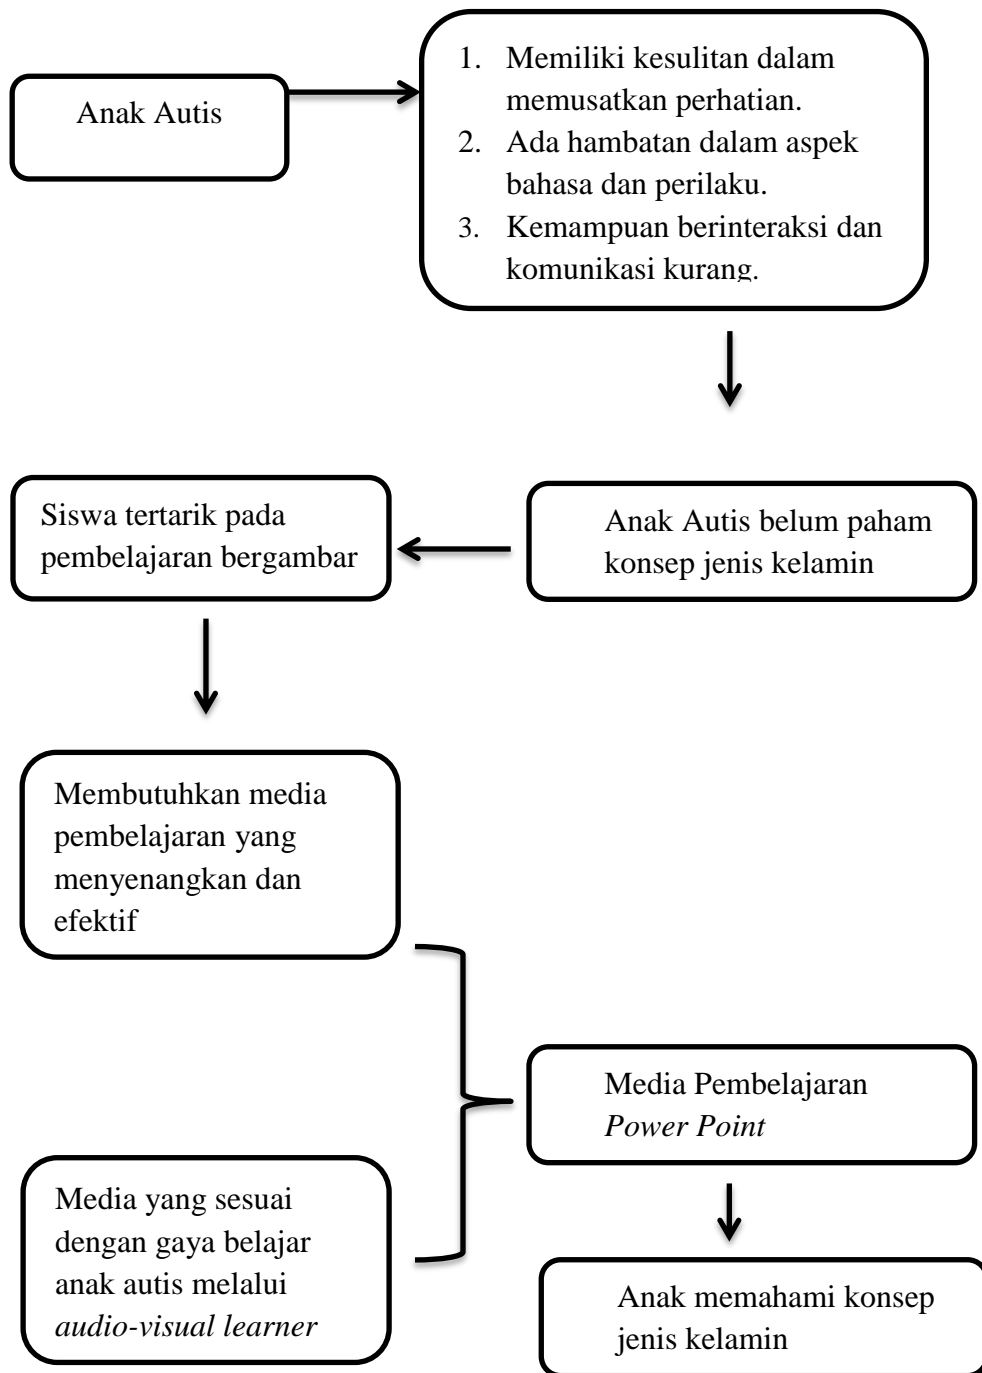 Anak Autis
1. Memiliki kesulitan dalam
memusatkan perhatian.
2. Ada hambatan dalam aspek
bahasa dan perilaku.
3. Kemampuan berinteraksi dan
komunikasi kurang.
Anak Autis belum paham
konsep jenis kelamin
Siswa tertarik pada
pembelajaran bergambar
Membutuhkan media
pembelajaran yang
menyenangkan dan
efektif
Media yang sesuai
dengan gaya belajar
anak autis melalui
audio-visual learner
Media Pembelajaran
Power Point
Anak memahami konsep
jenis kelamin